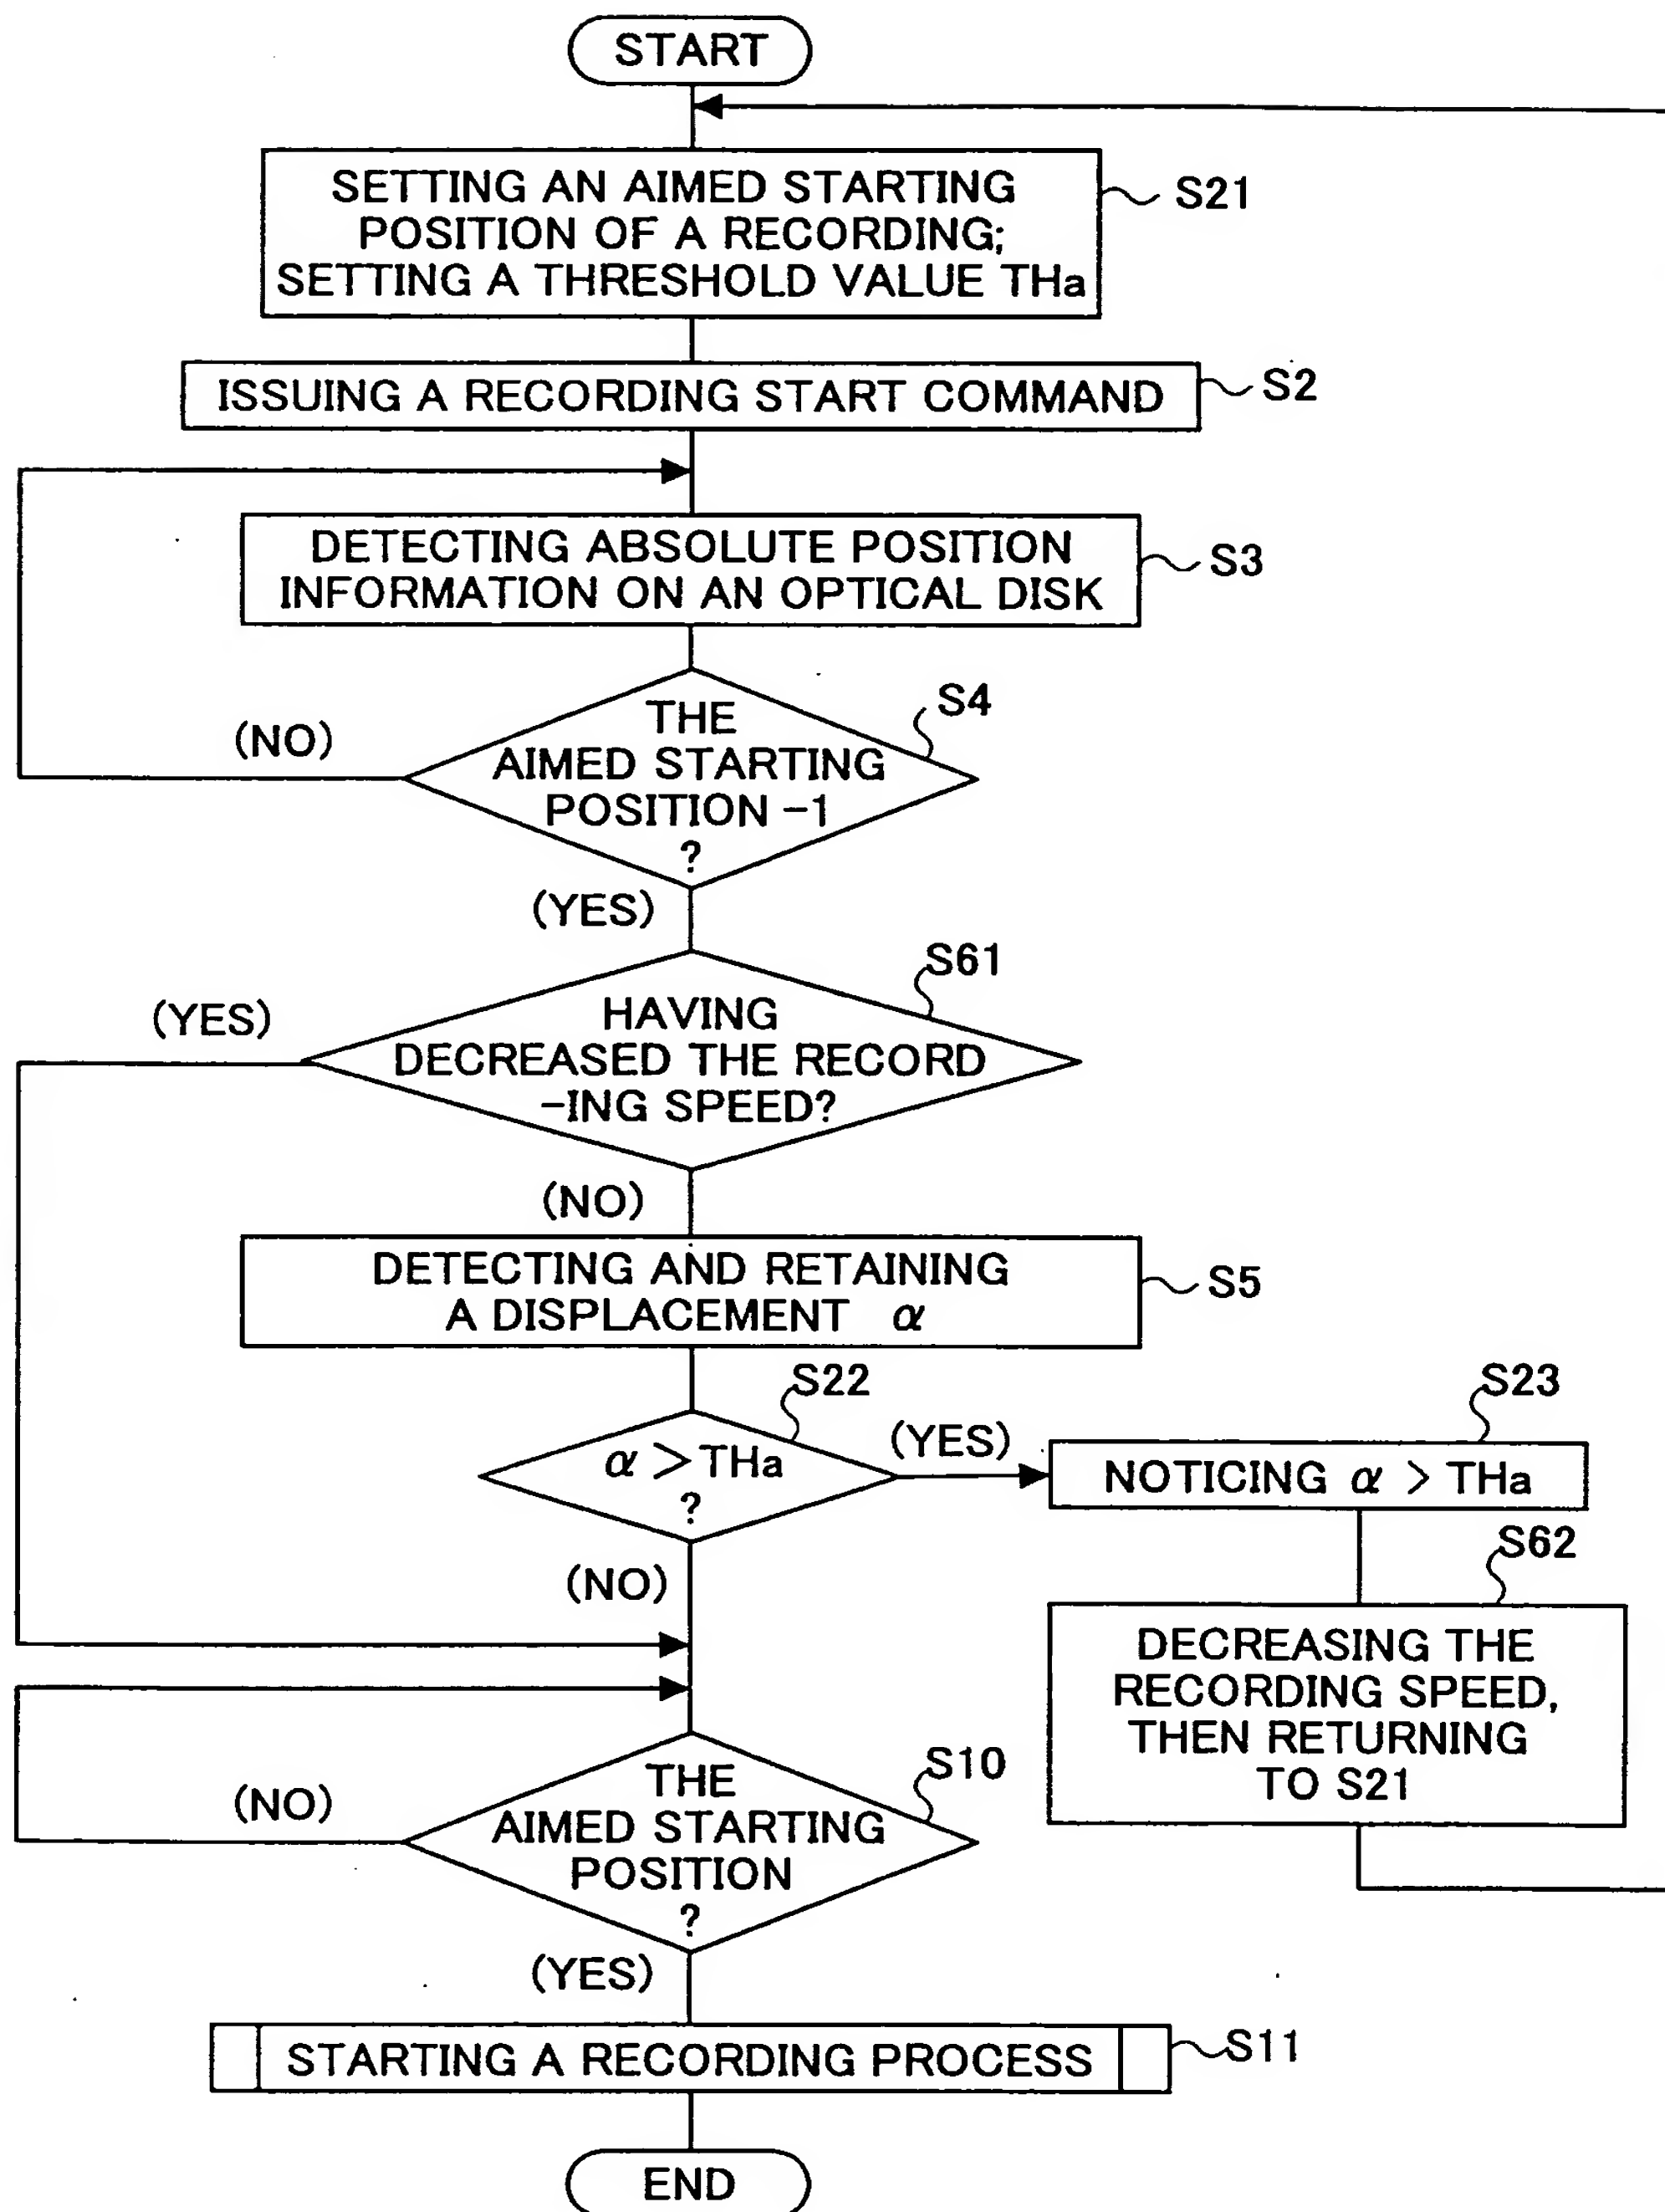 START
SETTING AN AIMED STARTING
POSITION OF A RECORDING;
SETTING A THRESHOLD VALUE THa
S21
ISSUING A RECORDING START COMMAND
S2
DETECTING ABSOLUTE POSITION
INFORMATION ON AN OPTICAL DISK
S3
THE
AIMED STARTING
POSITION -1
?
S4
(NO)
(YES)
HAVING
DECREASED THE RECORD
-ING SPEED?
S61
(YES)
(NO)
DETECTING AND RETAINING
A DISPLACEMENT α
S5
α > THa
?
S22
(YES)
NOTICING α > THa
S23
(NO)
DECREASING THE
RECORDING SPEED,
THEN RETURNING
TO S21
S62
THE
AIMED STARTING
POSITION
?
S10
(NO)
(YES)
STARTING A RECORDING PROCESS
S11
END